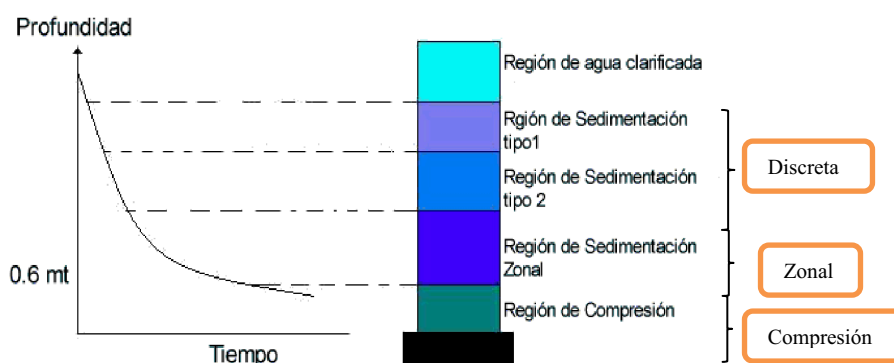 Profundidad
Región de agua clarificada
Rgión de Sedimentación
tipo1
Discreta
Región de Sedimentación
tipo 2
Región de Sedimentación
Zonal
0.6 mt
Zonal
Región de Compresión
Compresión
Tiempo